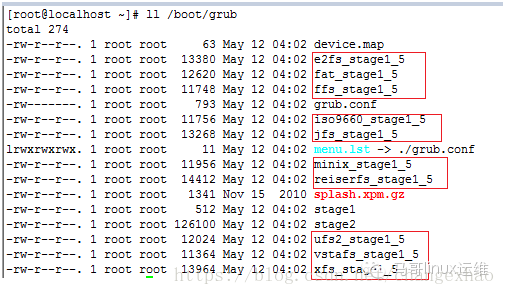 [root@localhost ~]# ll /boot/grub
total 274
-rw-r--r--. 1 root root 63 May 12 04:02 device.map
-rw-r--r--. 1 root root 13380 May 12 04:02 e2fs_stage1_5
-rw-r--r--. 1 root root 12620 May 12 04:02 fat_stage1_5
-rw-r--r--. 1 root root 11748 May 12 04:02 ffs_stage1_5
-rw-------. 1 root root 793 May 12 04:02 grub.conf
-rw-r--r--. 1 root root 11756 May 12 04:02 iso9660_stage1_5
-rw-r--r--. 1 root root 13268 May 12 04:02 jfs_stage1_5
lrwxrwxrwx. 1 root root 11 May 12 04:02 menu.lst -> ./grub.conf
-rw-r--r--. 1 root root 11956 May 12 04:02 minix_stage1_5
-rw-r--r--. 1 root root 14412 May 12 04:02 reiserfs_stage1_5
-rw-r--r--. 1 root root 1341 Nov 15 2010 splash.xpm.gz
-rw-r--r--. 1 root root 512 May 12 04:02 stage1
-rw-r--r--. 1 root root 126100 May 12 04:02 stage2
-rw-r--r--. 1 root root 12024 May 12 04:02 ufs2_stage1_5
-rw-r--r--. 1 root root 11364 May 12 04:02 vstafs_stage1_5
-rw-r--r--. 1 root root 13964 May 12 04:02 xfs_sta
马哥linux运维